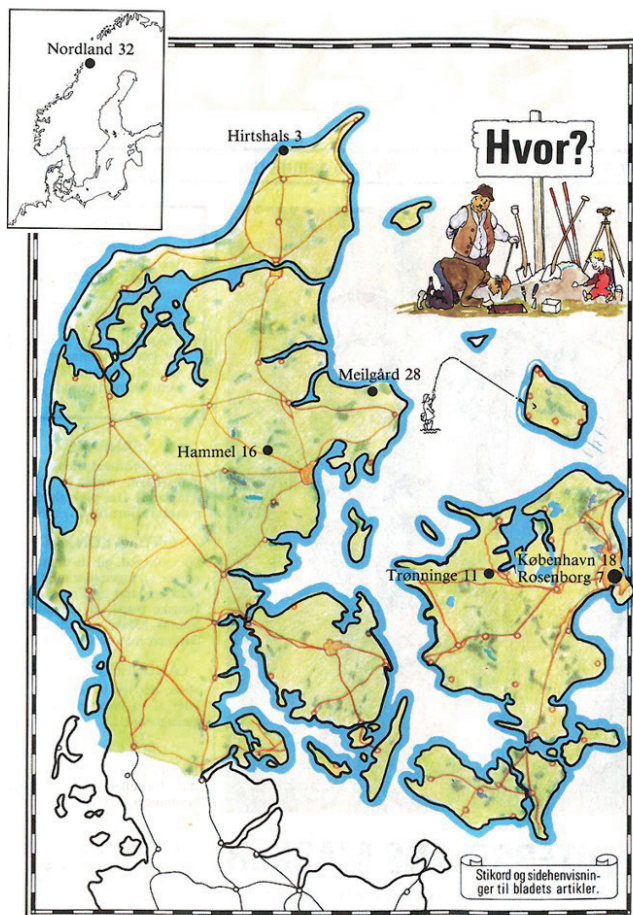 Nordland 32
Hirtshals 3
Hvor?
Meilgård 28
Hammel 16
København 18
Trønninge 11
Rosenborg 7
Stikord og sidehenvisnin-
ger til bladets artikler.